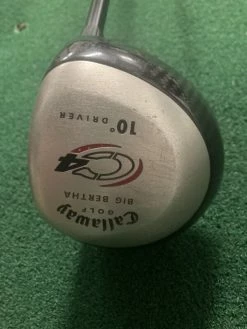 Callaway
GOLF
BIG BERTHA
C4
10° DRIVER